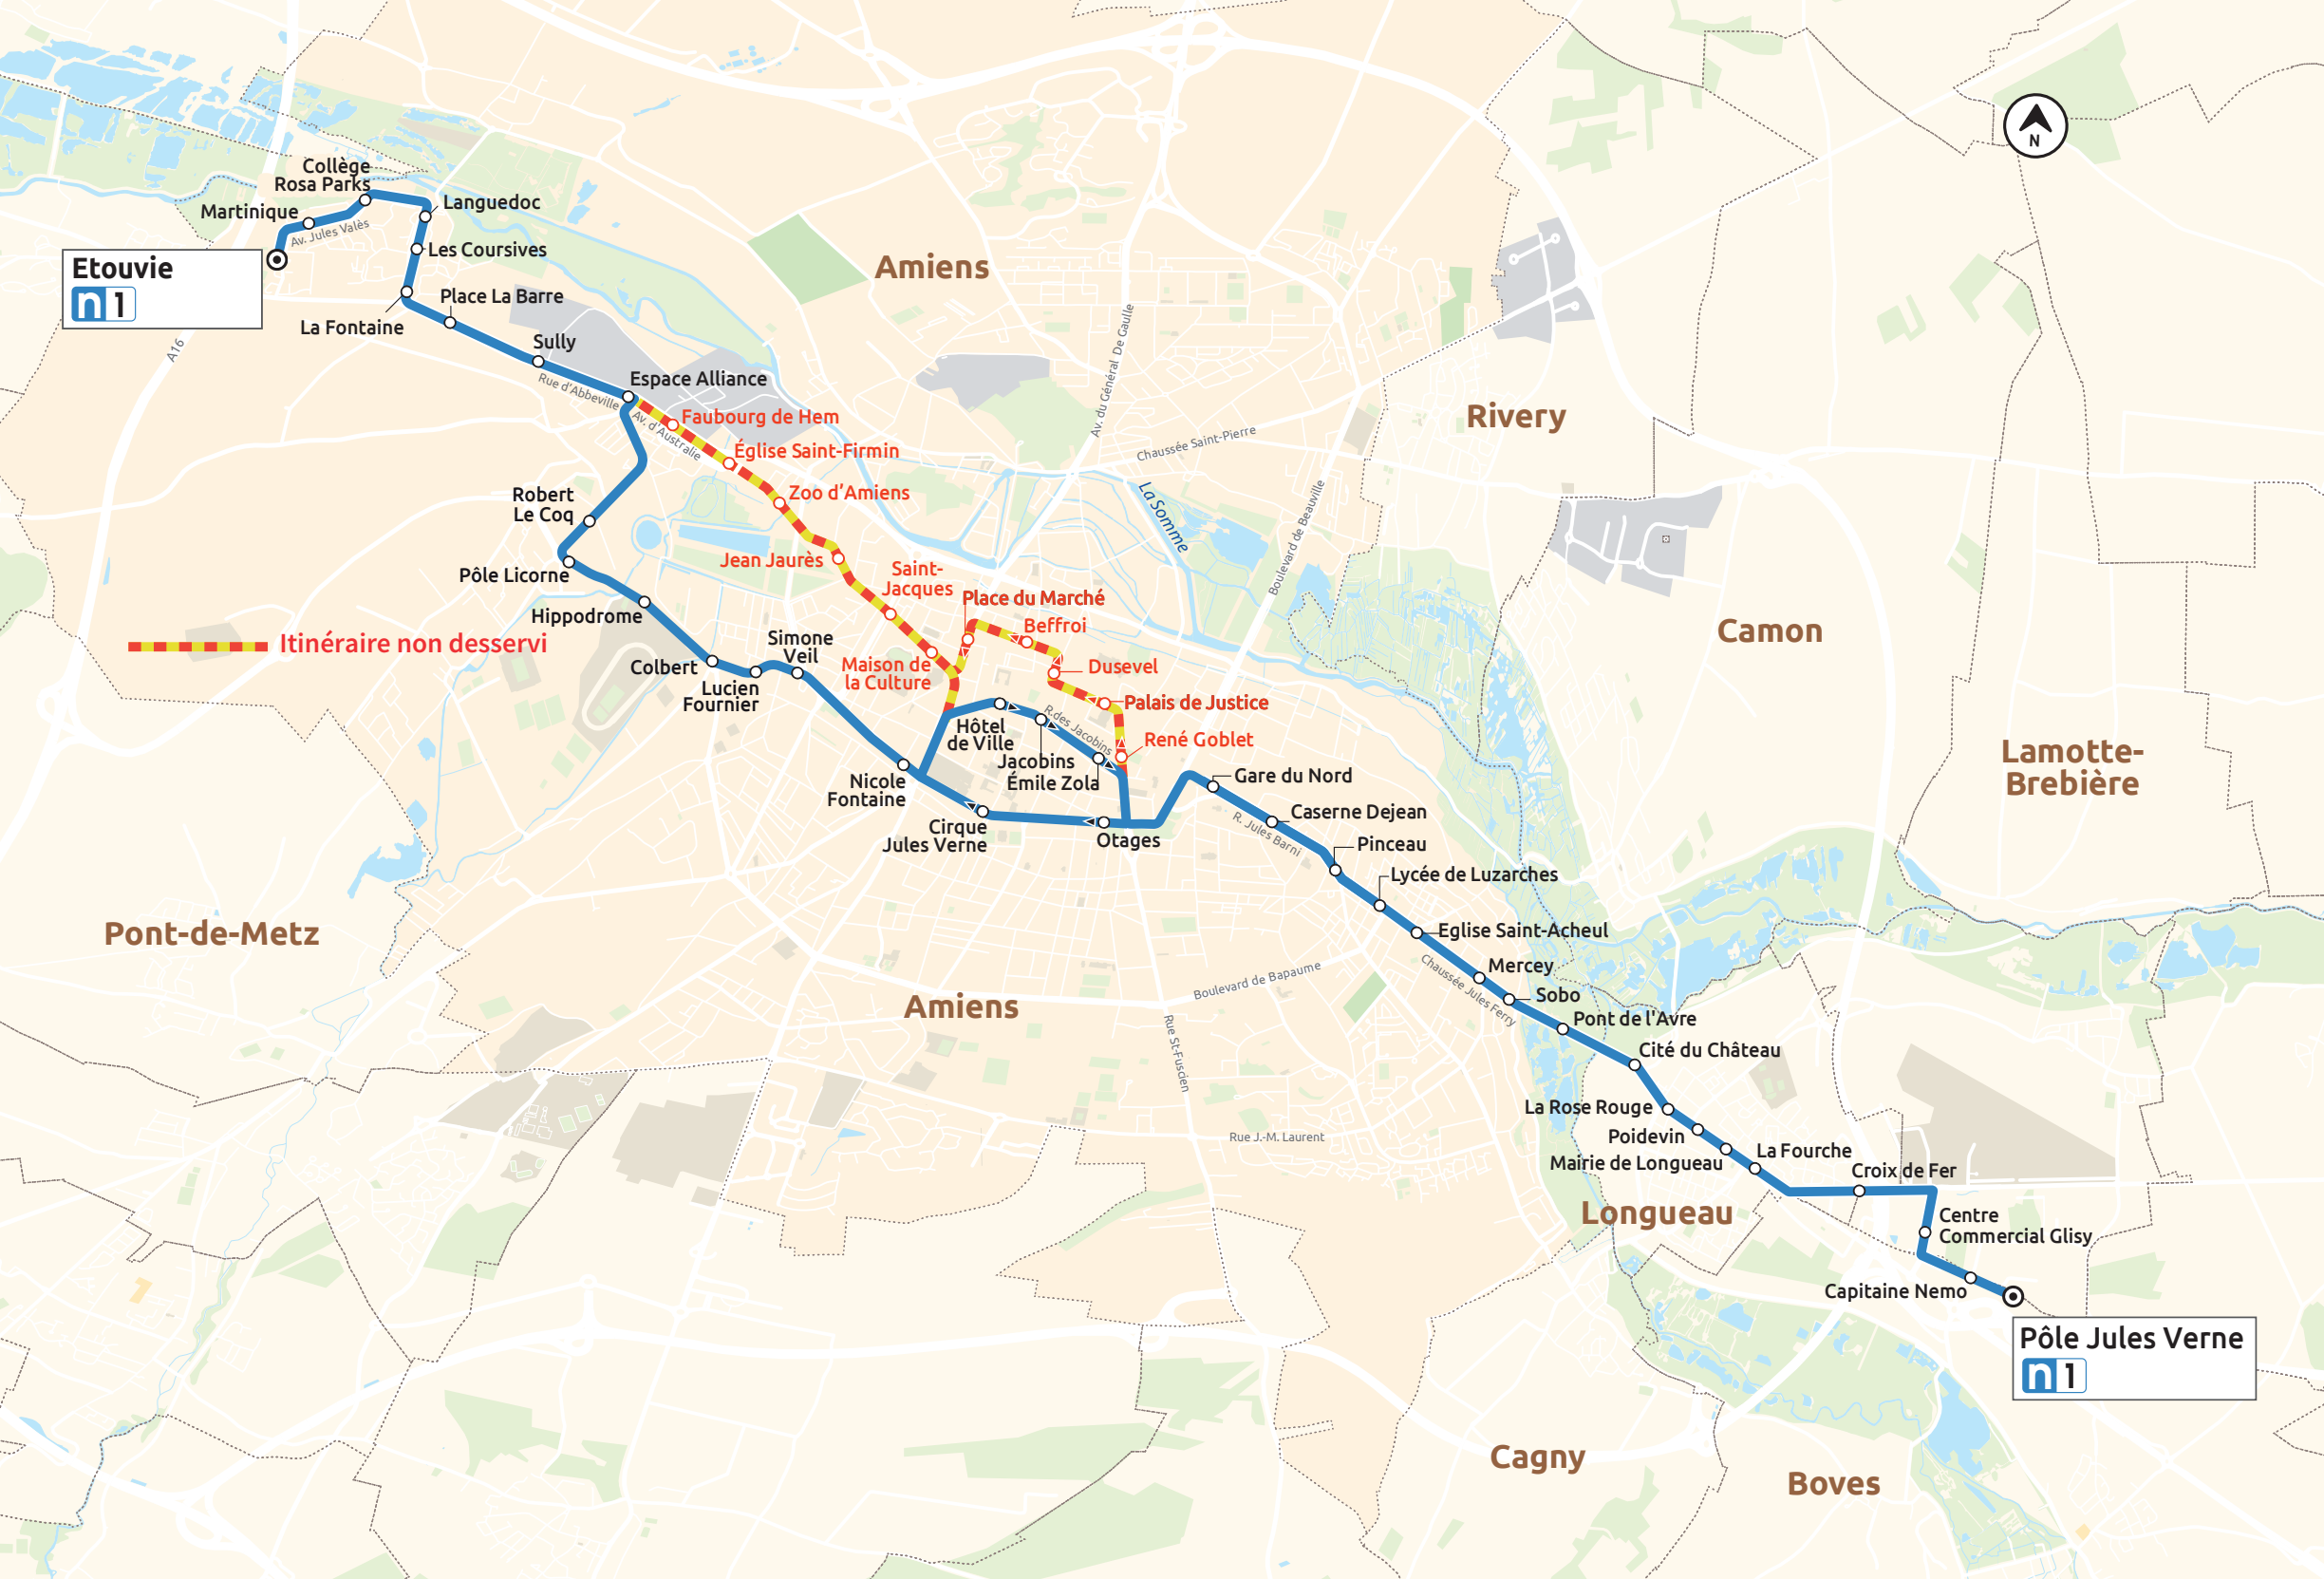 N
Collège
Rosa Parks
Martinique
Languedoc
Av. Jules Valès
Les Coursives
Etouvie
n 1
Place La Barre
La Fontaine
A16
Sully
Rue d'Abbeville
Espace Alliance
Av. d'Australie
Faubourg de Hem
Église Saint-Firmin
Zoo d'Amiens
Jean Jaurès
Saint-
Jacques
Place du Marché
Beffroi
Dusevel
Maison de
la Culture
Palais de Justice
René Goblet
Amiens
Av. du Général De Gaulle
Chaussée Saint-Pierre
La Somme
Boulevard de Beauville
Rivery
Camon
Lamotte-
Brebière
Robert
Le Coq
Pôle Licorne
Hippodrome
Itinéraire non desservi
Colbert
Lucien
Fournier
Simone
Veil
Nicole
Fontaine
Hôtel
de Ville
R.des Jacobins
Jacobins
Émile Zola
Cirque
Jules Verne
Otages
Gare du Nord
Caserne Dejean
R. Jules Barni
Pinceau
Lycée de Luzarches
Eglise Saint-Acheul
Mercey
Chaussée Jules Ferry
Sobo
Pont de l'Avre
Cité du Château
Pont-de-Metz
Amiens
Boulevard de Bapaume
Rue St-Fuscien
Rue J.-M. Laurent
La Rose Rouge
Poidevin
Mairie de Longueau
La Fourche
Croix de Fer
Longueau
Centre
Commercial Glisy
Capitaine Nemo
Pôle Jules Verne
n 1
Cagny
Boves